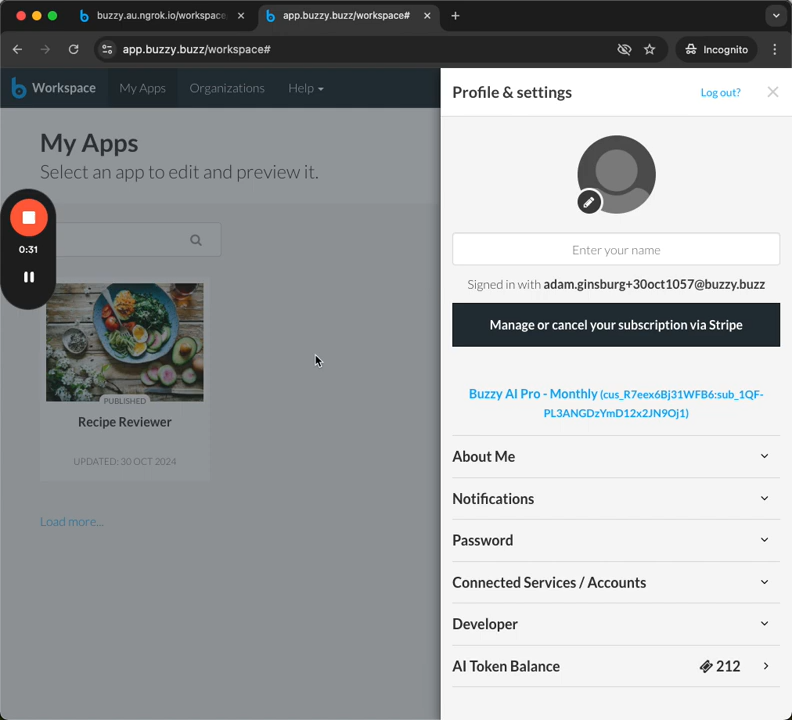 buzzy.au.ngrok.io/workspace
app.buzzy.buzz/workspace#
app.buzzy.buzz/workspace#
Incognito
Workspace
My Apps
Organizations
Help
Profile & settings
Log out?
My Apps
Select an app to edit and preview it.
0:31
Enter your name
Signed in with adam.ginsburg+30oct1057@buzzy.buzz
Manage or cancel your subscription via Stripe
PUBLISHED
Recipe Reviewer
UPDATED: 30 OCT 2024
Load more...
Buzzy AI Pro - Monthly (cus_R7eex6Bj31WFB6:sub_1QF-
PL3ANGDzYmD12x2JN9Oj1)
About Me
Notifications
Password
Connected Services / Accounts
Developer
AI Token Balance
212